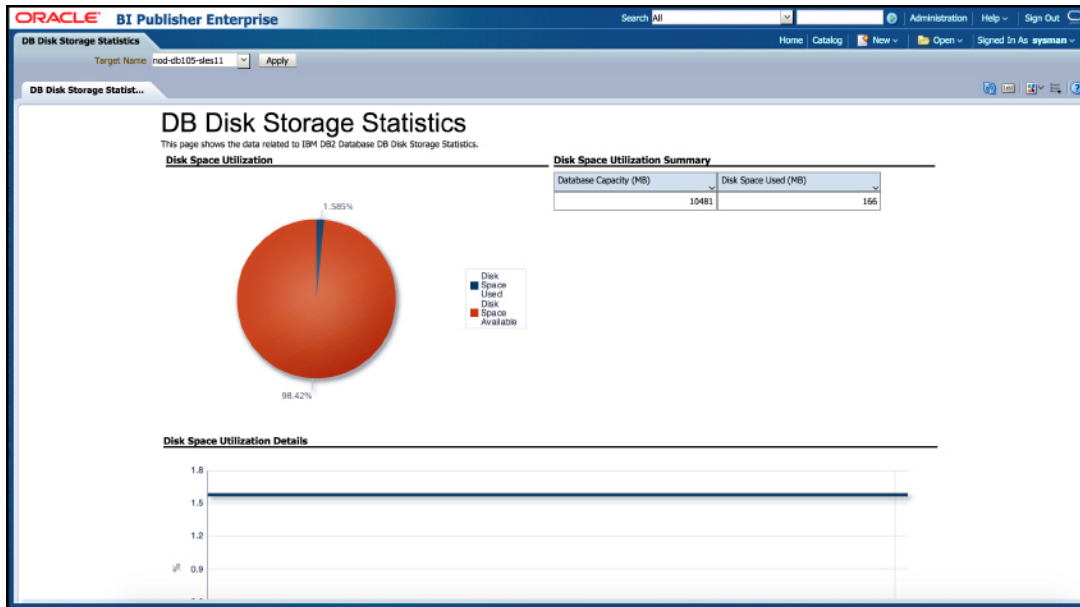 ORACLE BI Publisher Enterprise
Search All
Administration Help Sign Out
DB Disk Storage Statistics
Home Catalog New Open Signed In As sysman
Target Name nod-db105-sles11 Apply
DB Disk Storage Statist...
DB Disk Storage Statistics
This page shows the data related to IBM DB2 Database DB Disk Storage Statistics.
Disk Space Utilization
Disk Space Utilization Summary
Database Capacity (MB) Disk Space Used (MB)
10481 166
1.585%
Disk
Space
Used
Disk
Space
Available
98.42%
Disk Space Utilization Details
1.8
1.5
1.2
% 0.9